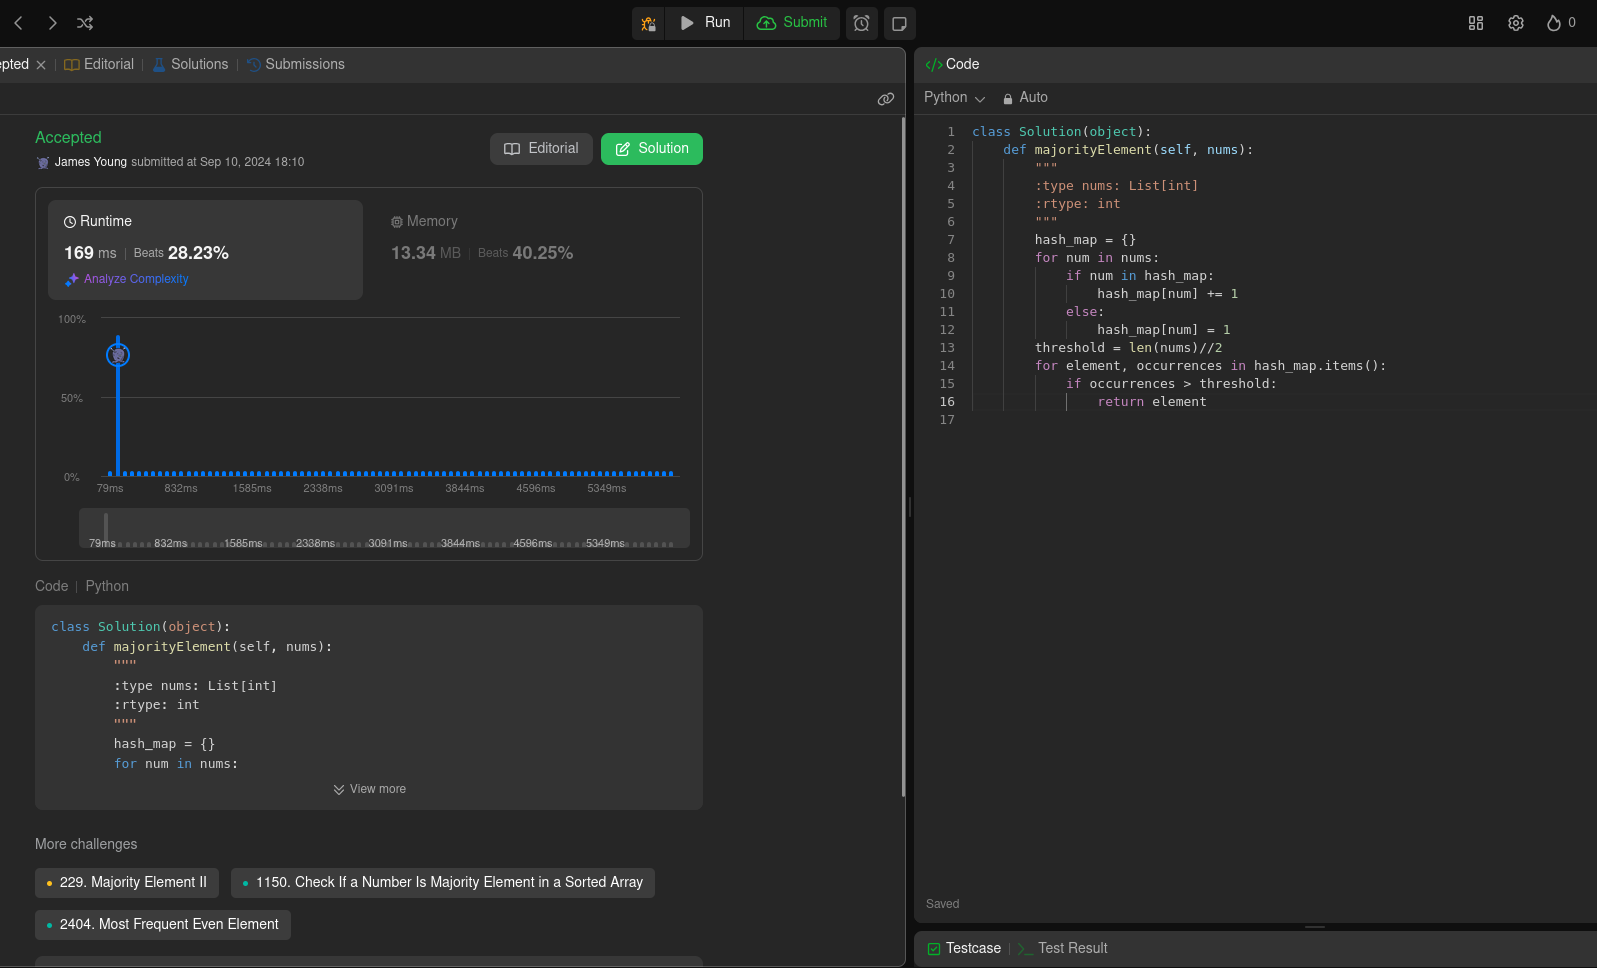 Run
Submit
0
pted
Editorial
Solutions
Submissions
Accepted
James Young submitted at Sep 10, 2024 18:10
Editorial
Solution
Runtime
169 ms | Beats 28.23%
Analyze Complexity
Memory
13.34 MB | Beats 40.25%
100%
50%
0%
79ms 832ms 1585ms 2338ms 3091ms 3844ms 4596ms 5349ms
79ms 832ms 1585ms 2338ms 3091ms 3844ms 4596ms 5349ms
Code | Python
class Solution(object):
    def majorityElement(self, nums):
        """
        :type nums: List[int]
        :rtype: int
        """
        hash_map = {}
        for num in nums:
View more
More challenges
229. Majority Element II
1150. Check If a Number Is Majority Element in a Sorted Array
2404. Most Frequent Even Element
</> Code
Python
Auto
1 class Solution(object):
2     def majorityElement(self, nums):
3         """
4         :type nums: List[int]
5         :rtype: int
6         """
7         hash_map = {}
8         for num in nums:
9             if num in hash_map:
10                 hash_map[num] += 1
11             else:
12                 hash_map[num] = 1
13         threshold = len(nums)//2
14         for element, occurrences in hash_map.items():
15             if occurrences > threshold:
16                 return element
17
Saved
Testcase
Test Result